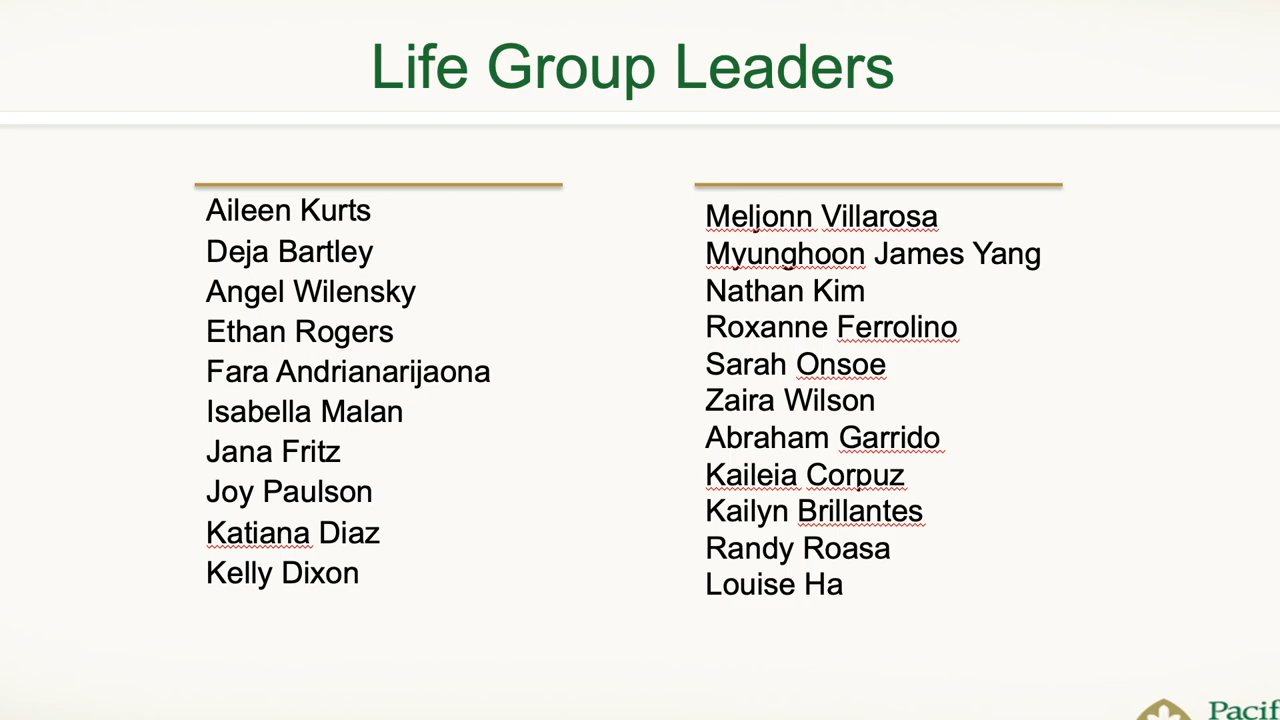 Life Group Leaders
Aileen Kurts
Deja Bartley
Angel Wilensky
Ethan Rogers
Fara Andrianarijaona
Isabella Malan
Jana Fritz
Joy Paulson
Katiana Diaz
Kelly Dixon
Meljonn Villarosa
Myunghoon James Yang
Nathan Kim
Roxanne Ferrolino
Sarah Onsoe
Zaira Wilson
Abraham Garrido
Kaileia Corpuz
Kailyn Brillantes
Randy Roasa
Louise Ha